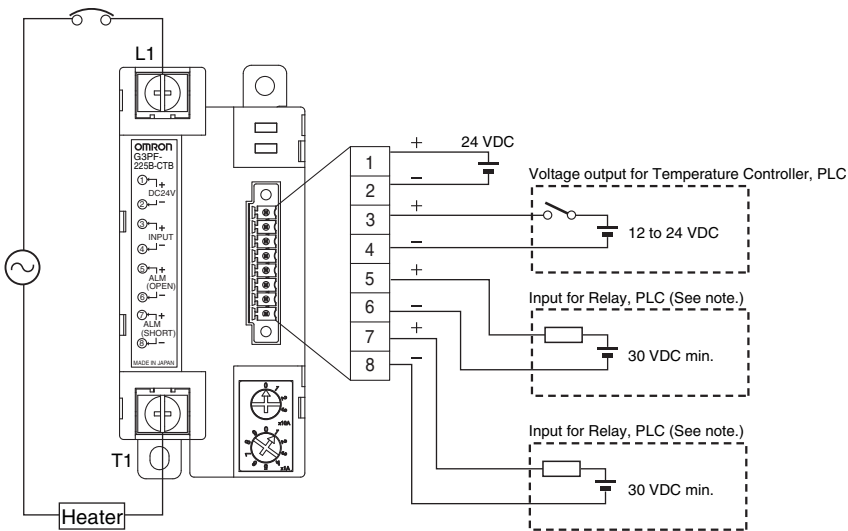 L1
OMRON
G3PF-
225B-CTB
① +
DC24V
② −
③ +
INPUT
④ −
⑤ +
ALM
(OPEN)
⑥ −
⑦ +
ALM
(SHORT)
⑧ −
MADE IN JAPAN
x10A
x1A
T1
Heater
1 + 24 VDC
2 −
3 +
4 −
5 +
6 −
7 +
8 −
Voltage output for Temperature Controller, PLC
12 to 24 VDC
Input for Relay, PLC (See note.)
30 VDC min.
Input for Relay, PLC (See note.)
30 VDC min.